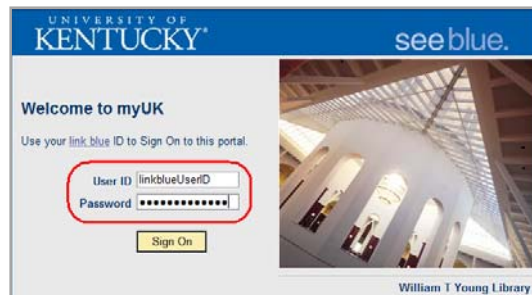 UNIVERSITY OF
KENTUCKY®
see blue.
Welcome to myUK
Use your link blue ID to Sign On to this portal.
User ID linkblueUserID
Password •••••••••••••
Sign On
William T Young Library